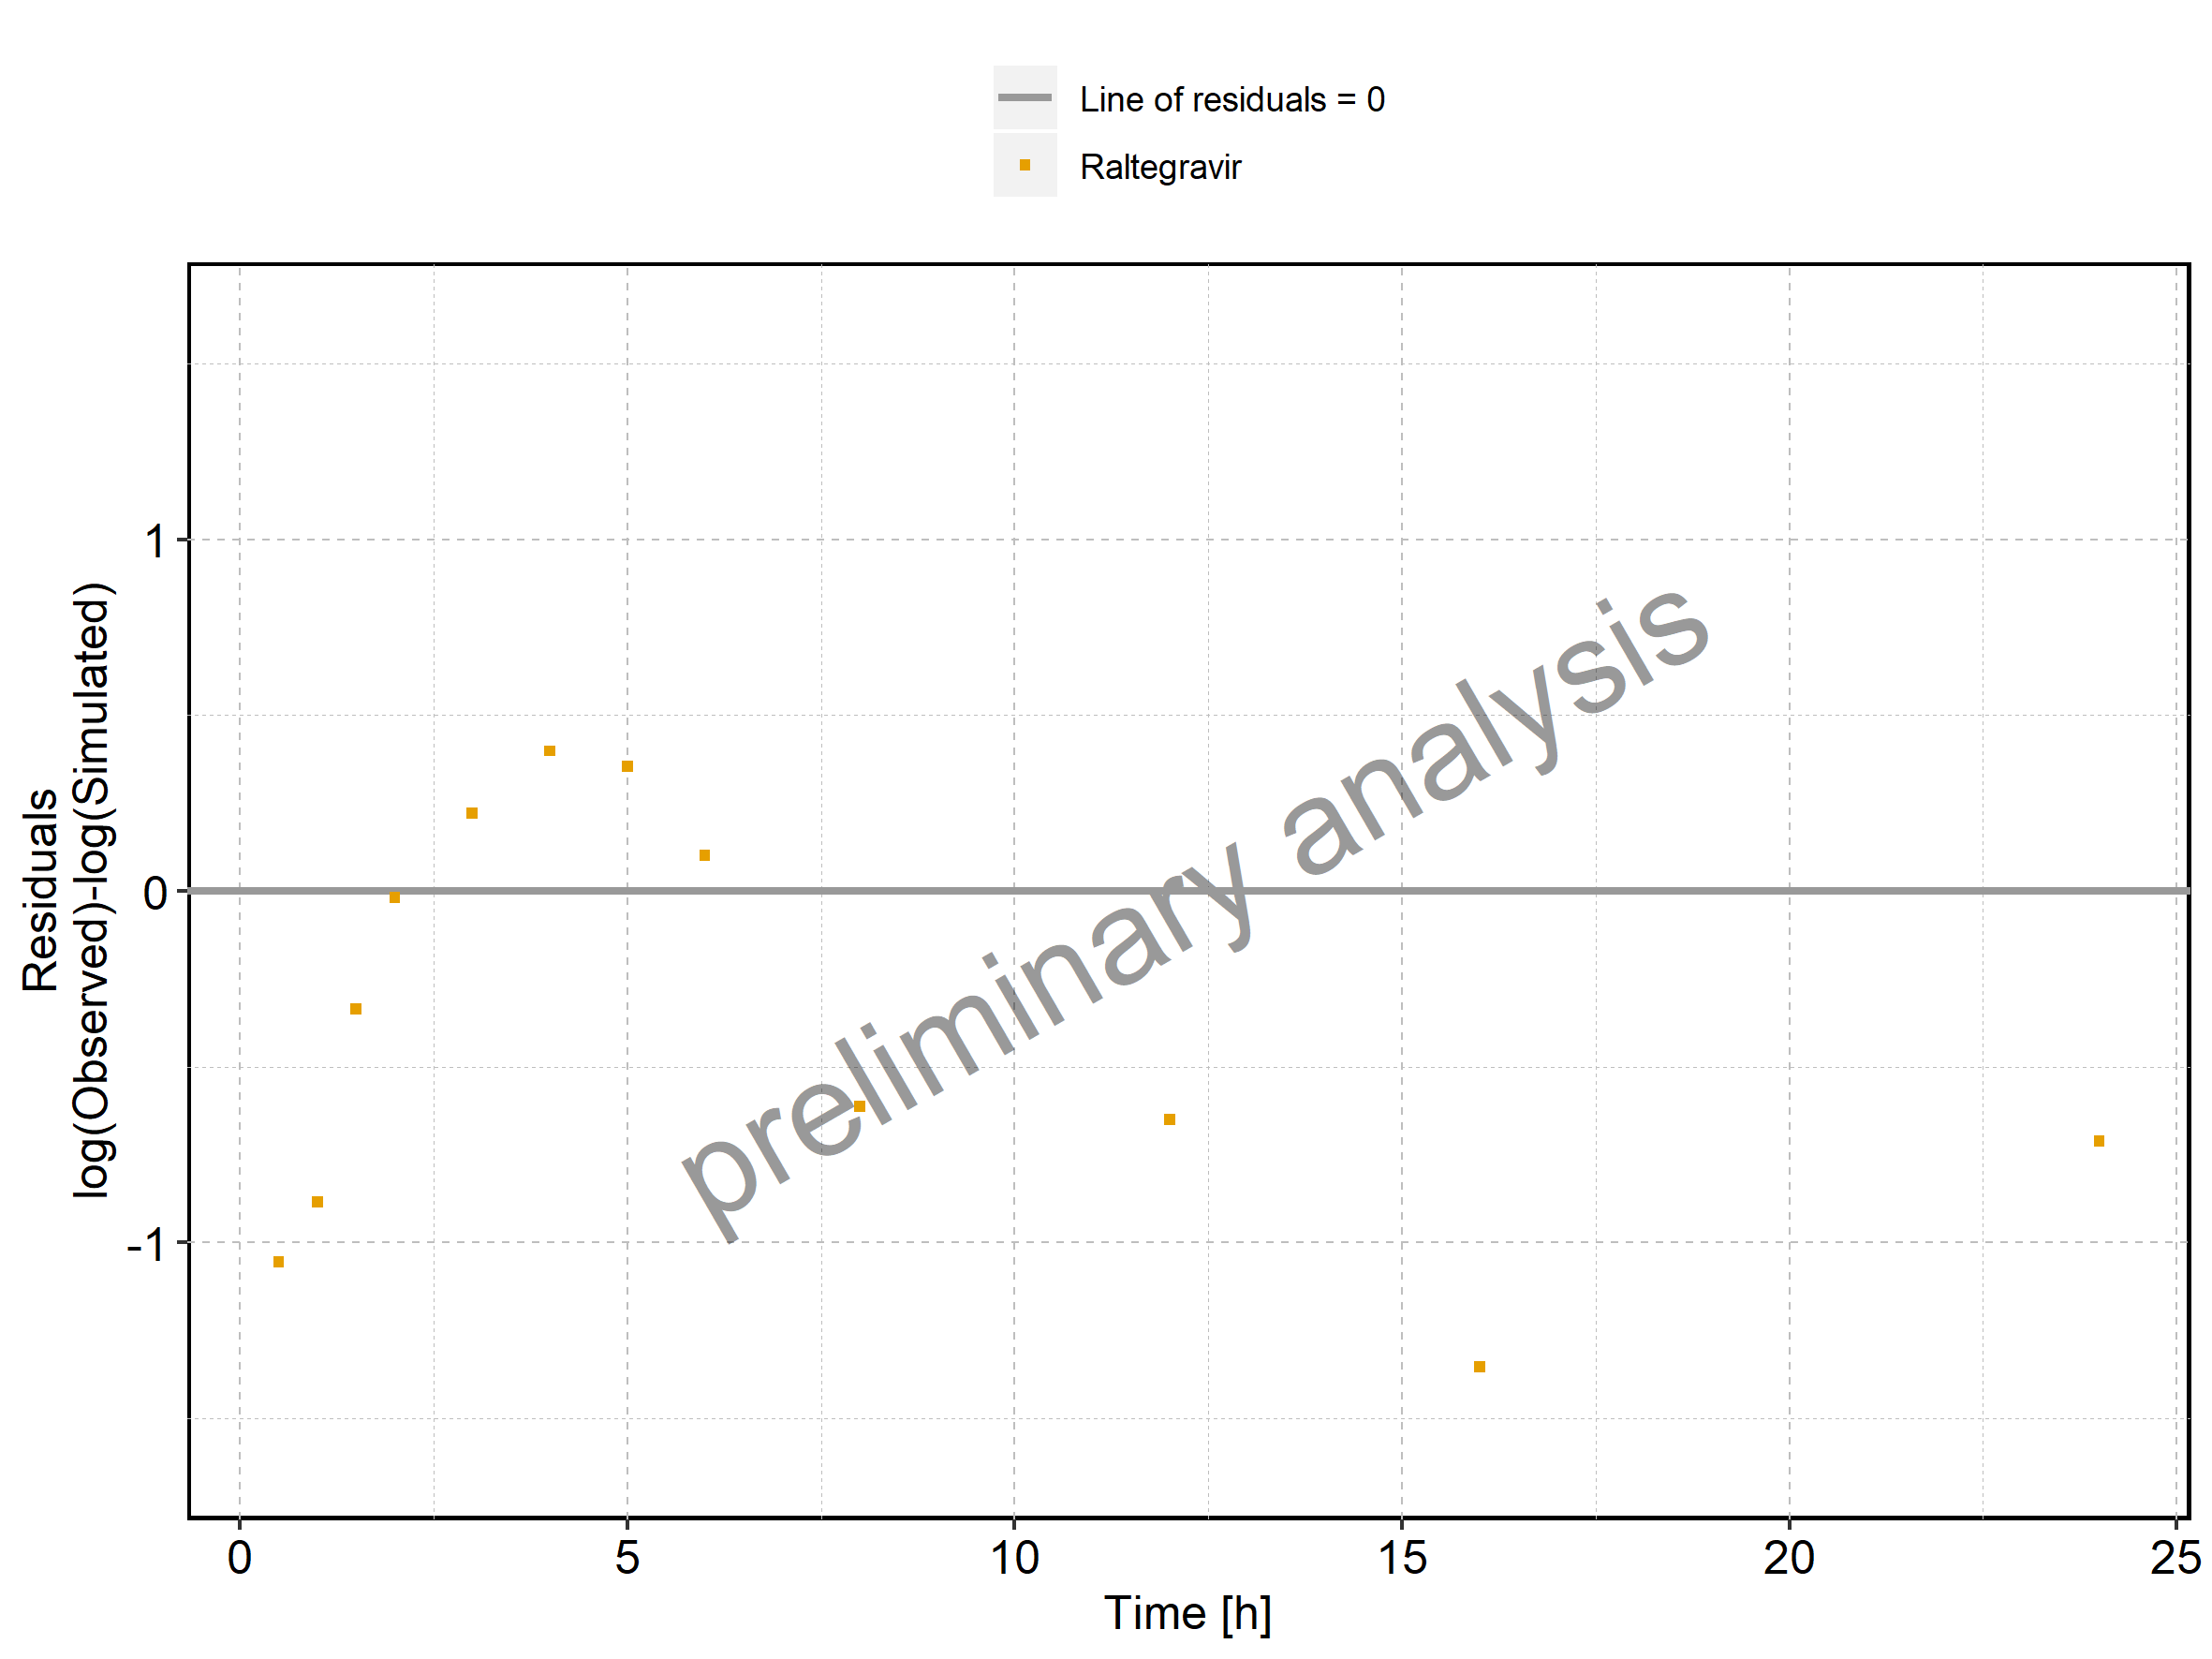 Line of residuals = 0
Raltegravir
Residuals
log(Observed)-log(Simulated)
1
0
-1
preliminary analysis
0 5 10 15 20 25
Time [h]